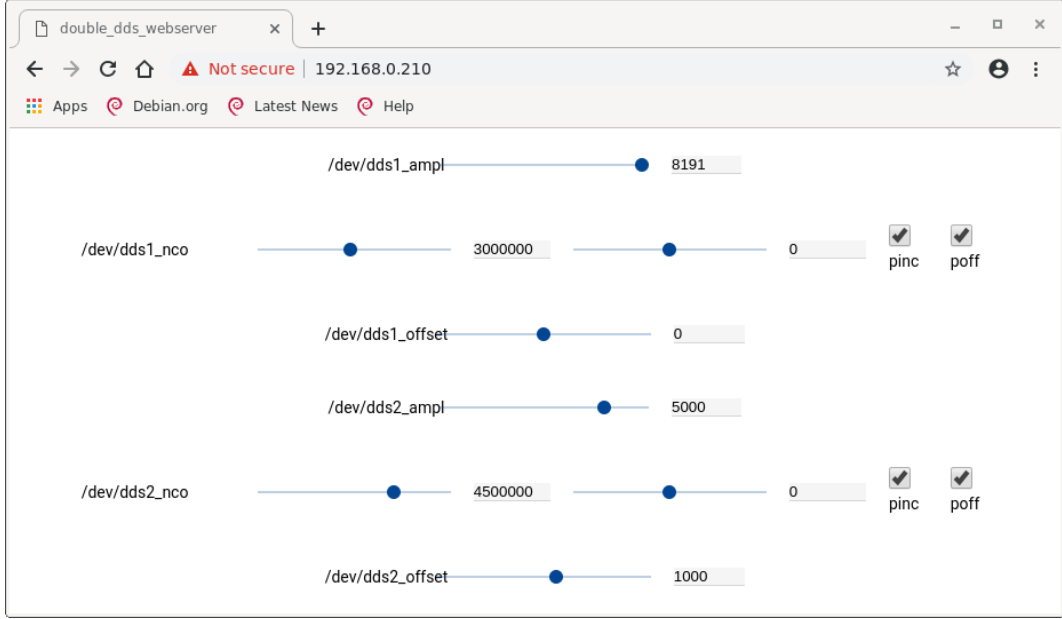 double_dds_webserver
Not secure | 192.168.0.210
Apps Debian.org Latest News Help
/dev/dds1_ampl 8191
/dev/dds1_nco 3000000 0 pinc poff
/dev/dds1_offset 0
/dev/dds2_ampl 5000
/dev/dds2_nco 4500000 0 pinc poff
/dev/dds2_offset 1000